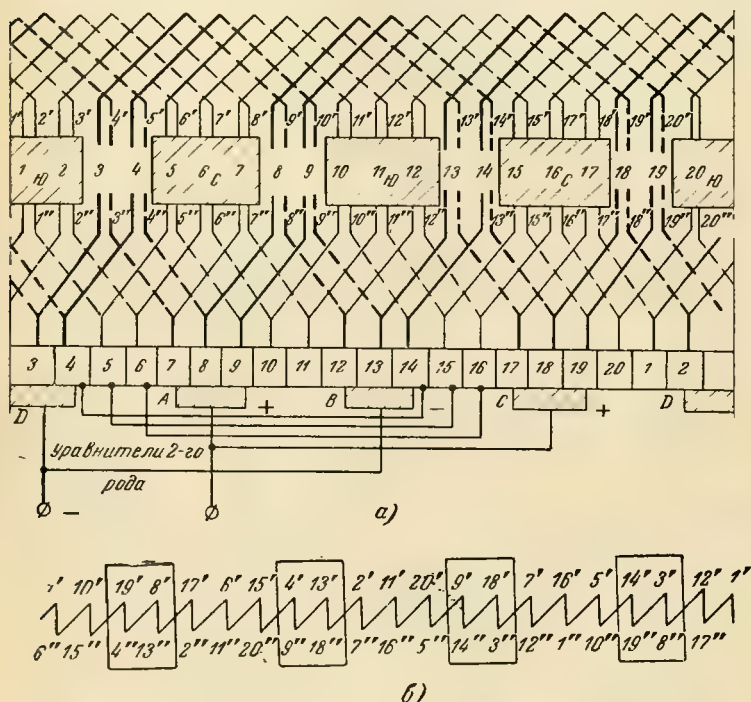 1' 2' 3' 4' 5' 6' 7' 8' 9' 10' 11' 12' 13' 14' 15' 17' 18' 19' 20'
1 Ю 2 3 4 5 6 С 7 8 9 10 11 Ю 12 13 14 15 16 С 17 18 19 20 Ю
1" 2" 3" 4" 5" 6" 7" 8" 9" 10" 11" 12" 13" 15" 16" 17" 18" 19" 20"
3 4 5 6 7 8 9 10 11 12 13 14 15 16 17 18 19 20 1 2
D A + B - C + D
Уравнители 2-го
рода
-
а)
1' 10' 19' 8' 17' 6' 15' 4' 13' 2' 11' 20' 9' 18' 7' 16' 5' 14' 3' 12' 1'
6" 15" 4" 13" 2" 11" 20" 9" 18" 7" 16" 5" 14" 3" 12" 1" 10" 19" 8" 17"
б)